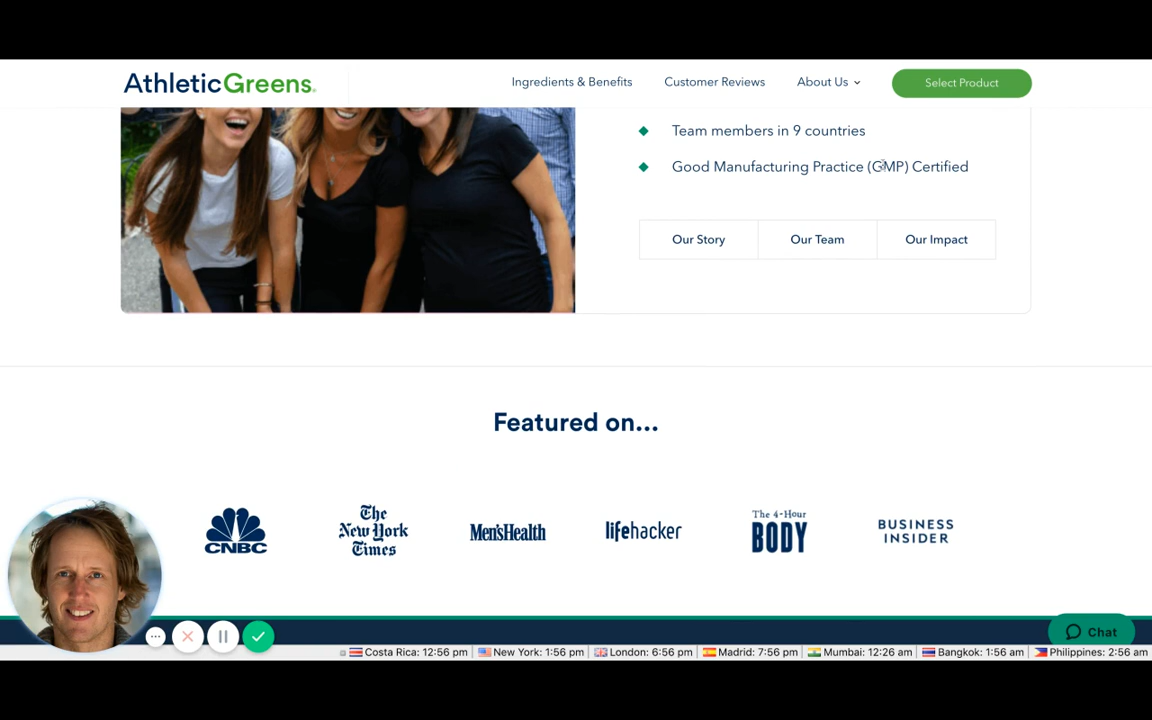 AthleticGreens®
Ingredients & Benefits
Customer Reviews
About Us
Select Product
Team members in 9 countries
Good Manufacturing Practice (GMP) Certified
Our Story
Our Team
Our Impact
Featured on...
CNBC
The
New York
Times
Men'sHealth
lifehacker
The 4-Hour
BODY
BUSINESS
INSIDER
Chat
Costa Rica: 12:56 pm
New York: 1:56 pm
London: 6:56 pm
Madrid: 7:56 pm
Mumbai: 12:26 am
Bangkok: 1:56 am
Philippines: 2:56 am